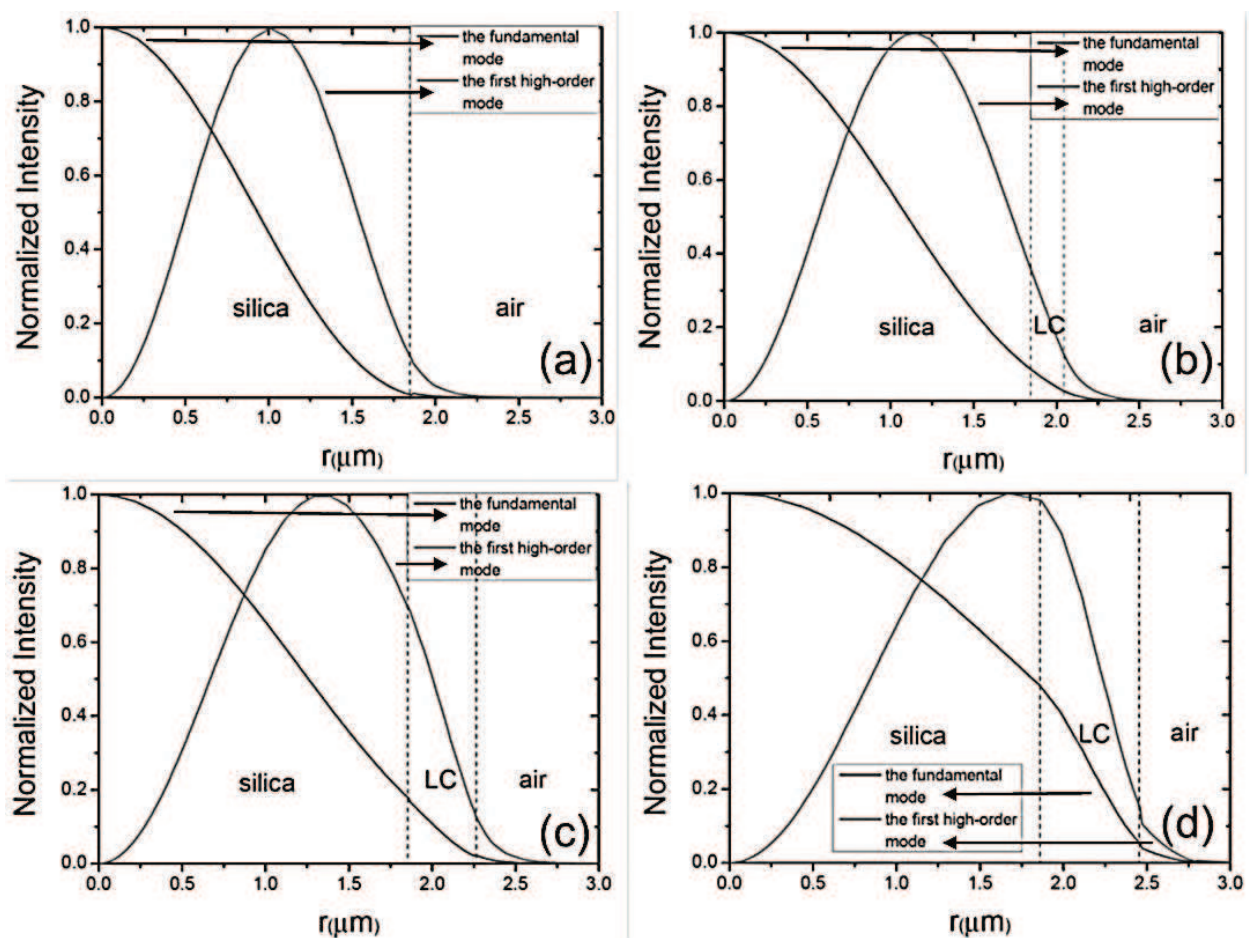 the fundamental
mode
the first high-order
mode
Normalized Intensity
1.0
0.8
0.6
0.4
0.2
0.0
silica
air
(a)
0.0 0.5 1.0 1.5 2.0 2.5 3.0
r(μm)
the fundamental
mode
the first high-order
mode
Normalized Intensity
1.0
0.8
0.6
0.4
0.2
0.0
silica
LC
air
(b)
0.0 0.5 1.0 1.5 2.0 2.5 3.0
r(μm)
the fundamental
mode
the first high-order
mode
Normalized Intensity
1.0
0.8
0.6
0.4
0.2
0.0
silica
LC
air
(c)
0.0 0.5 1.0 1.5 2.0 2.5 3.0
r(μm)
Normalized Intensity
1.0
0.8
0.6
0.4
0.2
0.0
silica
LC
air
the fundamental
mode
the first high-order
mode
(d)
0.0 0.5 1.0 1.5 2.0 2.5 3.0
r(μm)